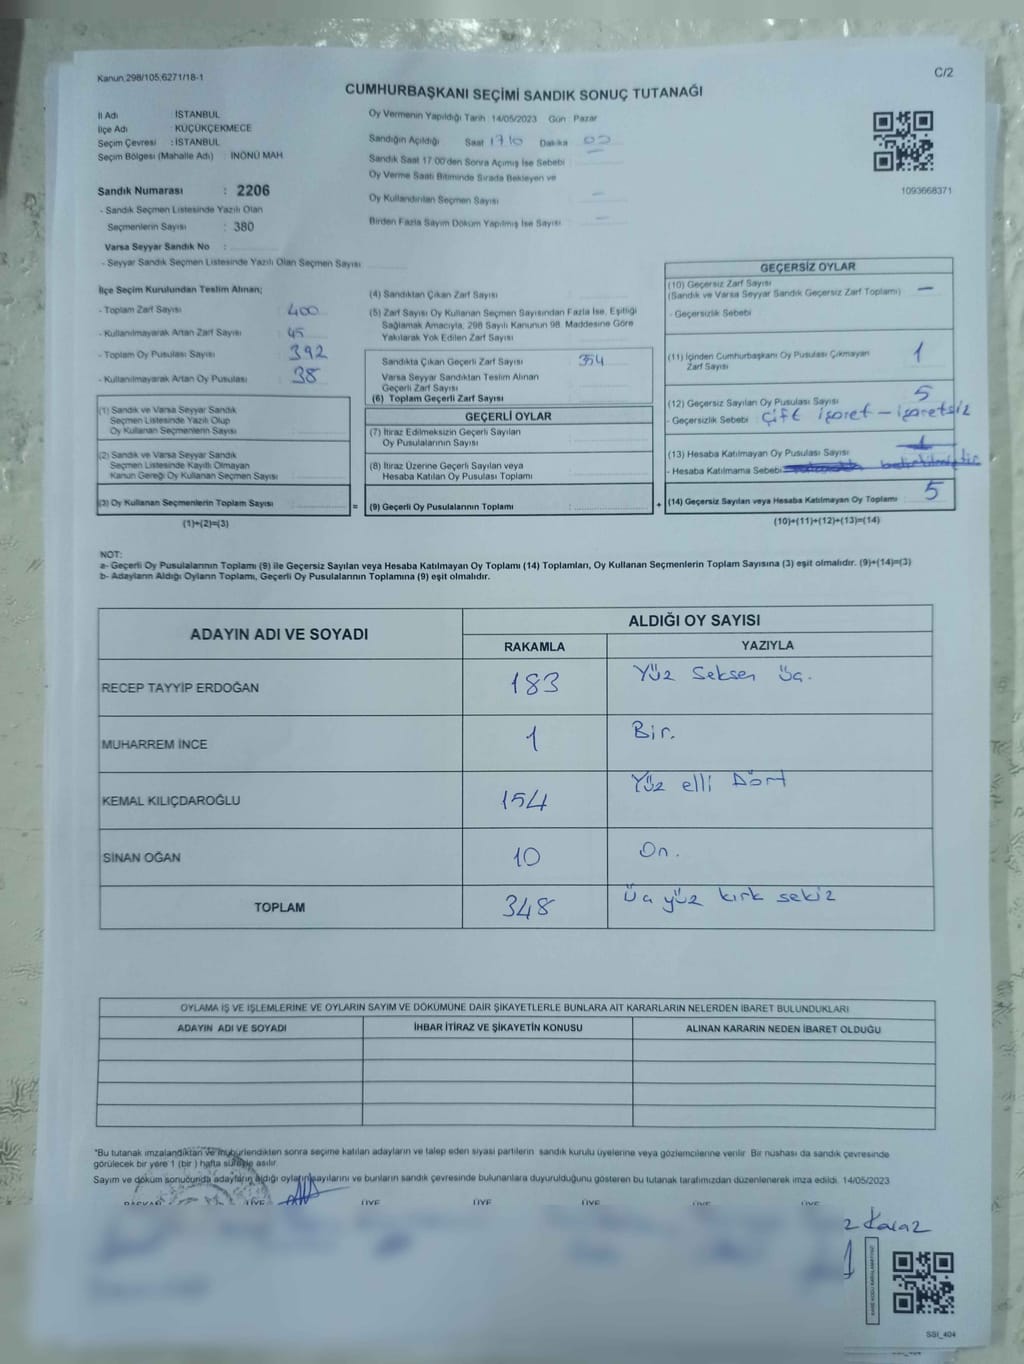 Kanun,298/105,6271/18-1
C/2
CUMHURBAŞKANI SEÇİMİ SANDIK SONUÇ TUTANAĞI
İl Adı : İSTANBUL
İlçe Adı : KÜÇÜKÇEKMECE
Seçim Çevresi : İSTANBUL
Seçim Bölgesi (Mahalle Adı) : İNÖNÜ MAH
Sandık Numarası : 2206
- Sandık Seçmen Listesinde Yazılı Olan
Seçmenlerin Sayısı : 380
Varsa Seyyar Sandık No :
- Seyyar Sandık Seçmen Listesinde Yazılı Olan Seçmen Sayısı
Oy Vermenin Yapıldığı Tarih : 14/05/2023 Gün : Pazar
Sandığın Açıldığı Saat Dakika
Sandık Saat 17:00'den Sonra Açımış İse Sebebi
Oy Verme Saati Bitiminde Sırada Bekleyen ve
Oy Kullandırılan Seçmen Sayısı –
Birden Fazla Sayım Döküm Yapılmış İse Sayısı –
1093668371
İlçe Seçim Kurulundan Teslim Alınan;
- Toplam Zarf Sayısı 400
- Kullanılmayarak Artan Zarf Sayısı 45
- Toplam Oy Pusulası Sayısı 392
- Kullanılmayarak Artan Oy Pusulası 38
(1) Sandık ve Varsa Seyyar Sandık
Seçmen Listesinde Yazılı Olup
Oy Kullanan Seçmenlerin Sayısı
(2) Sandık ve Varsa Seyyar Sandık
Seçmen Listesinde Kayıtlı Olmayan
Kanun Gereği Oy Kullanan Seçmen Sayısı
(3) Oy Kullanan Seçmenlerin Toplam Sayısı =
(1)+(2)=(3)
(4) Sandıktan Çıkan Zarf Sayısı
(5) Zarf Sayısı Oy Kullanan Seçmen Sayısından Fazla İse, Eşitliği
Sağlamak Amacıyla, 298 Sayılı Kanunun 98. Maddesine Göre
Yakılarak Yok Edilen Zarf Sayısı
Sandıkta Çıkan Geçerli Zarf Sayısı 354
Varsa Seyyar Sandıktan Teslim Alınan
Geçerli Zarf Sayısı
(6) Toplam Geçerli Zarf Sayısı
GEÇERLİ OYLAR
(7) İtiraz Edilmeksizin Geçerli Sayılan
Oy Pusulalarının Sayısı
(8) İtiraz Üzerine Geçerli Sayılan veya
Hesaba Katılan Oy Pusulası Toplamı
(9) Geçerli Oy Pusulalarının Toplamı +
GEÇERSİZ OYLAR
(10) Geçersiz Zarf Sayısı
(Sandık ve Varsa Seyyar Sandık Geçersiz Zarf Toplamı) –
- Geçersizlik Sebebi
(11) İçinden Cumhurbaşkanı Oy Pusulası Çıkmayan
Zarf Sayısı 1
(12) Geçersiz Sayılan Oy Pusulası Sayısı 5
- Geçersizlik Sebebi Çift işaret – işaretsiz
(13) Hesaba Katılmayan Oy Pusulası Sayısı
- Hesaba Katılmama Sebebi
(14) Geçersiz Sayılan veya Hesaba Katılmayan Oy Toplamı 5
(10)+(11)+(12)+(13)=(14)
NOT:
a- Geçerli Oy Pusulalarının Toplamı (9) ile Geçersiz Sayılan veya Hesaba Katılmayan Oy Toplamı (14) Toplamları, Oy Kullanan Seçmenlerin Toplam Sayısına (3) eşit olmalıdır. (9)+(14)=(3)
b- Adayların Aldığı Oyların Toplamı, Geçerli Oy Pusulalarının Toplamına (9) eşit olmalıdır.
ADAYIN ADI VE SOYADI
ALDIĞI OY SAYISI
RAKAMLA YAZIYLA
RECEP TAYYİP ERDOĞAN 183 Yüz Seksen Üç.
MUHARREM İNCE 1 Bir.
KEMAL KILIÇDAROĞLU 154 Yüz elli Dört
SİNAN OĞAN 10 On.
TOPLAM 348 Üç yüz kırk sekiz
OYLAMA İŞ VE İŞLEMLERİNE VE OYLARIN SAYIM VE DÖKÜMÜNE DAİR ŞİKAYETLERLE BUNLARA AİT KARARLARIN NELERDEN İBARET BULUNDUKLARI
ADAYIN ADI VE SOYADI İHBAR İTİRAZ VE ŞİKAYETİN KONUSU ALINAN KARARIN NEDEN İBARET OLDUĞU
"Bu tutanak imzalandıktan ve mühürlendikten sonra seçime katılan adayların ve talep eden siyasi partilerin sandık kurulu üyelerine veya gözlemcilerine verilir. Bir nüshası da sandık çevresinde
görülecek bir yere 1 (bir ) hafta süreyle asılır.
Sayım ve döküm sonucunda adayların aldığı oyların sayılarını ve bunların sandık çevresinde bulunanlara duyurulduğunu gösteren bu tutanak tarafımızdan düzenlenerek imza edildi. 14/05/2023
BAŞKAN ÜYE ÜYE ÜYE ÜYE ÜYE ÜYE
SSI_404